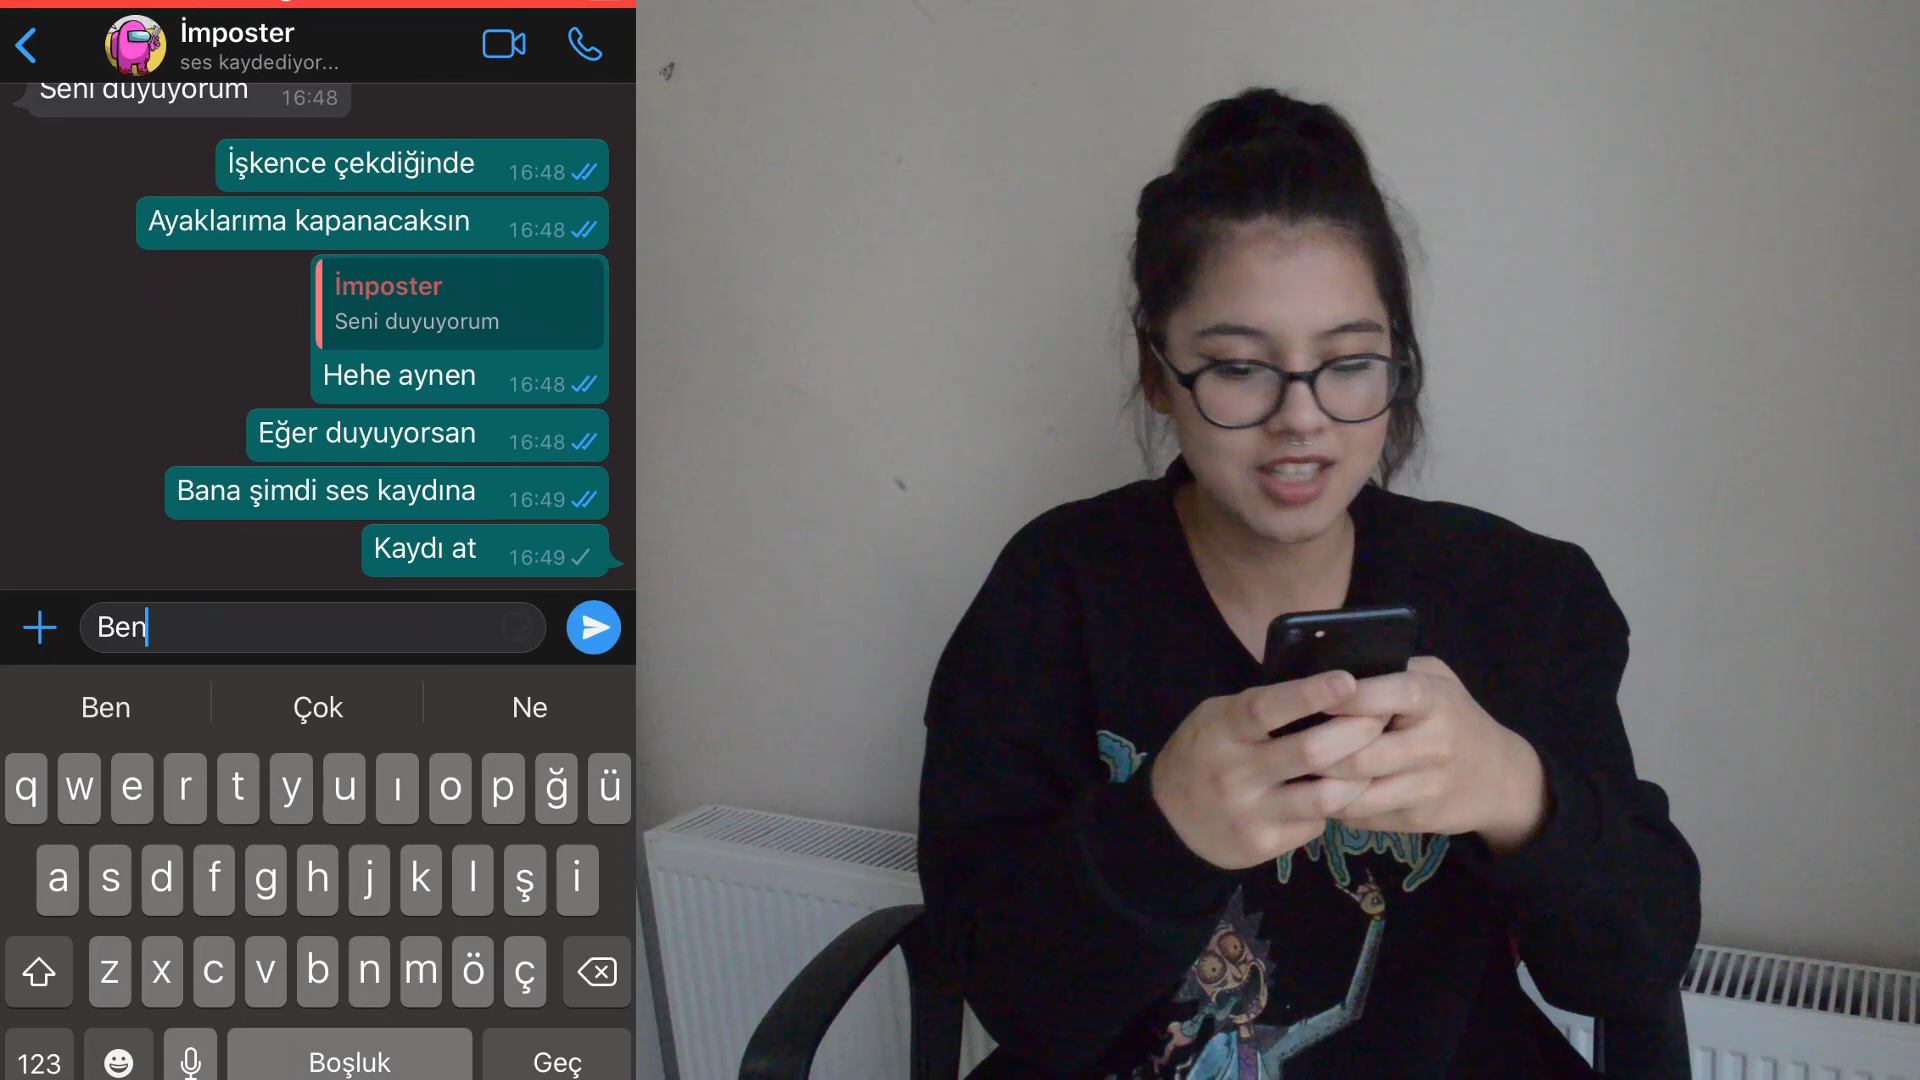 İmposter
ses kaydediyor...
Seni duyuyorum 16:48
İşkence çekdiğinde 16:48
Ayaklarıma kapanacaksın 16:48
İmposter
Seni duyuyorum
Hehe aynen 16:48
Eğer duyuyorsan 16:48
Bana şimdi ses kaydına 16:49
Kaydı at 16:49
Ben
Ben Çok Ne
q w e r t y u ı o p ğ ü
a s d f g h j k l ş i
z x c v b n m ö ç
123 Boşluk Geç